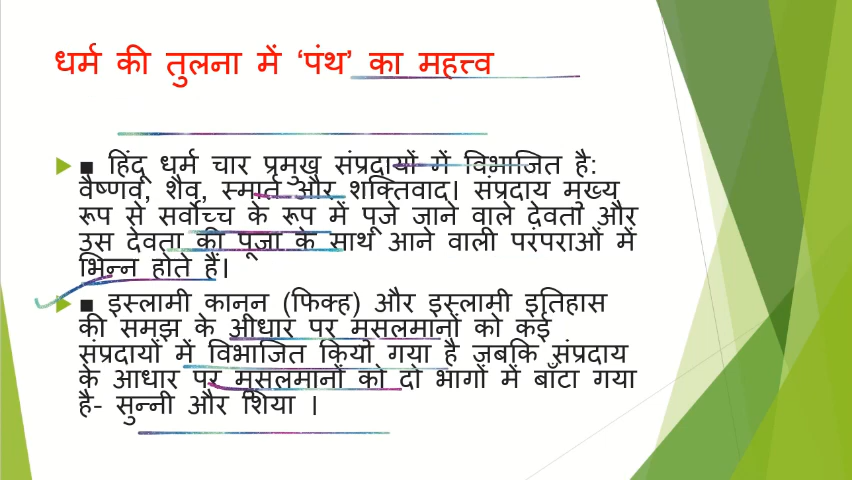 धर्म की तुलना में ‘पंथ’ का महत्त्व
▪ हिंदू धर्म चार प्रमुख संप्रदायों में विभाजित है:
वैष्णव, शैव, स्मार्त और शक्तिवाद। संप्रदाय मुख्य
रूप से सर्वोच्च के रूप में पूजे जाने वाले देवता और
उस देवता की पूजा के साथ आने वाली परंपराओं में
भिन्न होते हैं।
▪ इस्लामी कानून (फिक्ह) और इस्लामी इतिहास
की समझ के आधार पर मुसलमानों को कई
संप्रदायों में विभाजित किया गया है जबकि संप्रदाय
के आधार पर मुसलमानों को दो भागों में बाँटा गया
है- सुन्नी और शिया ।